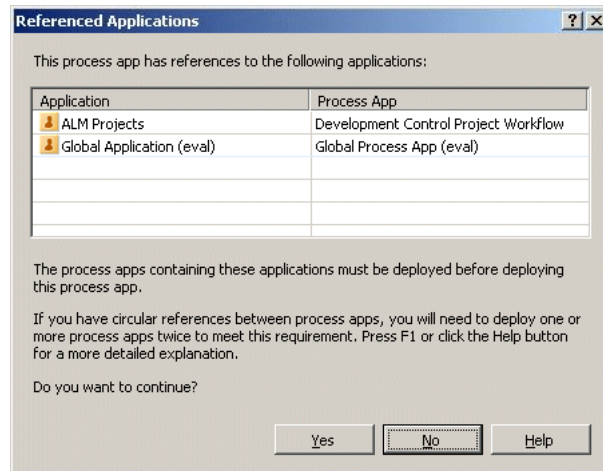 Referenced Applications
This process app has references to the following applications:
Application Process App
ALM Projects Development Control Project Workflow
Global Application (eval) Global Process App (eval)
The process apps containing these applications must be deployed before deploying
this process app.
If you have circular references between process apps, you will need to deploy one or
more process apps twice to meet this requirement. Press F1 or click the Help button
for a more detailed explanation.
Do you want to continue?
Yes No Help